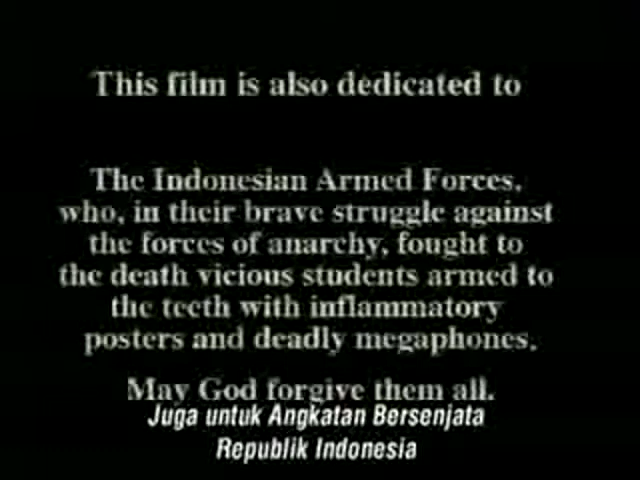 This film is also dedicated to
The Indonesian Armed Forces,
who, in their brave struggle against
the forces of anarchy, fought to
the death vicious students armed to
the teeth with inflammatory
posters and deadly megaphones.
May God forgive them all.
Juga untuk Angkatan Bersenjata
Republik Indonesia